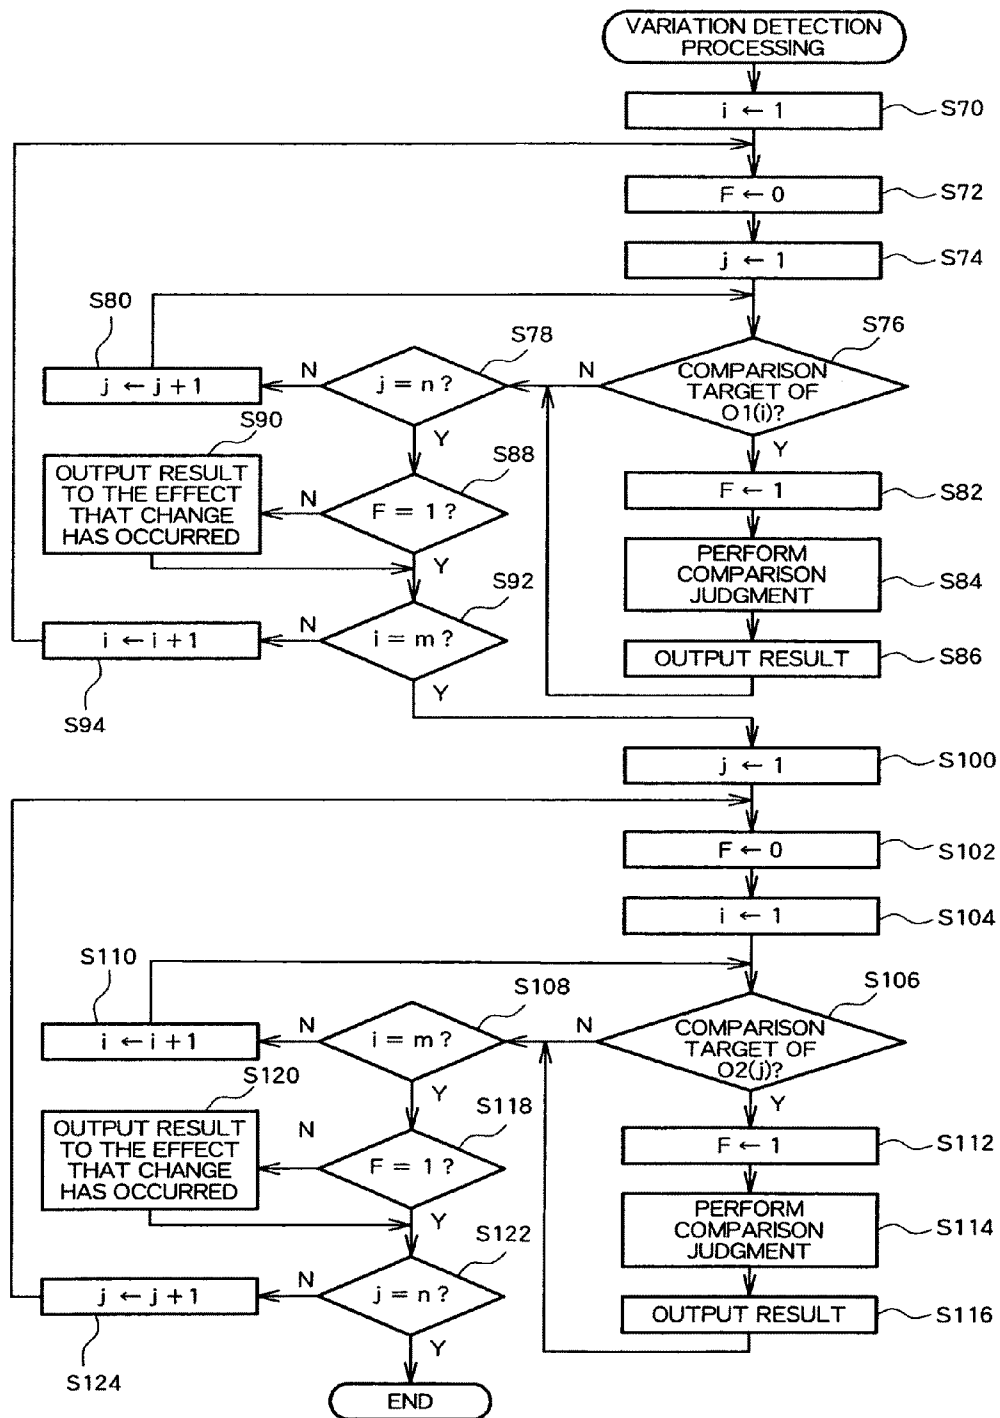 VARIATION DETECTION
PROCESSING
i ← 1
S70
F ← 0
S72
j ← 1
S74
S80
S78
S76
j ← j + 1
N
j = n ?
N
COMPARISON
TARGET OF
O1(i)?
S90
Y
S88
Y
OUTPUT RESULT
TO THE EFFECT
THAT CHANGE
HAS OCCURRED
N
F = 1 ?
F ← 1
S82
Y
S92
PERFORM
COMPARISON
JUDGMENT
S84
i ← i + 1
N
i = m ?
OUTPUT RESULT
S86
S94
Y
j ← 1
S100
F ← 0
S102
i ← 1
S104
S110
S108
S106
i ← i + 1
N
i = m ?
N
COMPARISON
TARGET OF
O2(j)?
S120
Y
S118
Y
OUTPUT RESULT
TO THE EFFECT
THAT CHANGE
HAS OCCURRED
N
F = 1 ?
F ← 1
S112
Y
S122
PERFORM
COMPARISON
JUDGMENT
S114
j ← j + 1
N
j = n ?
OUTPUT RESULT
S116
S124
Y
END